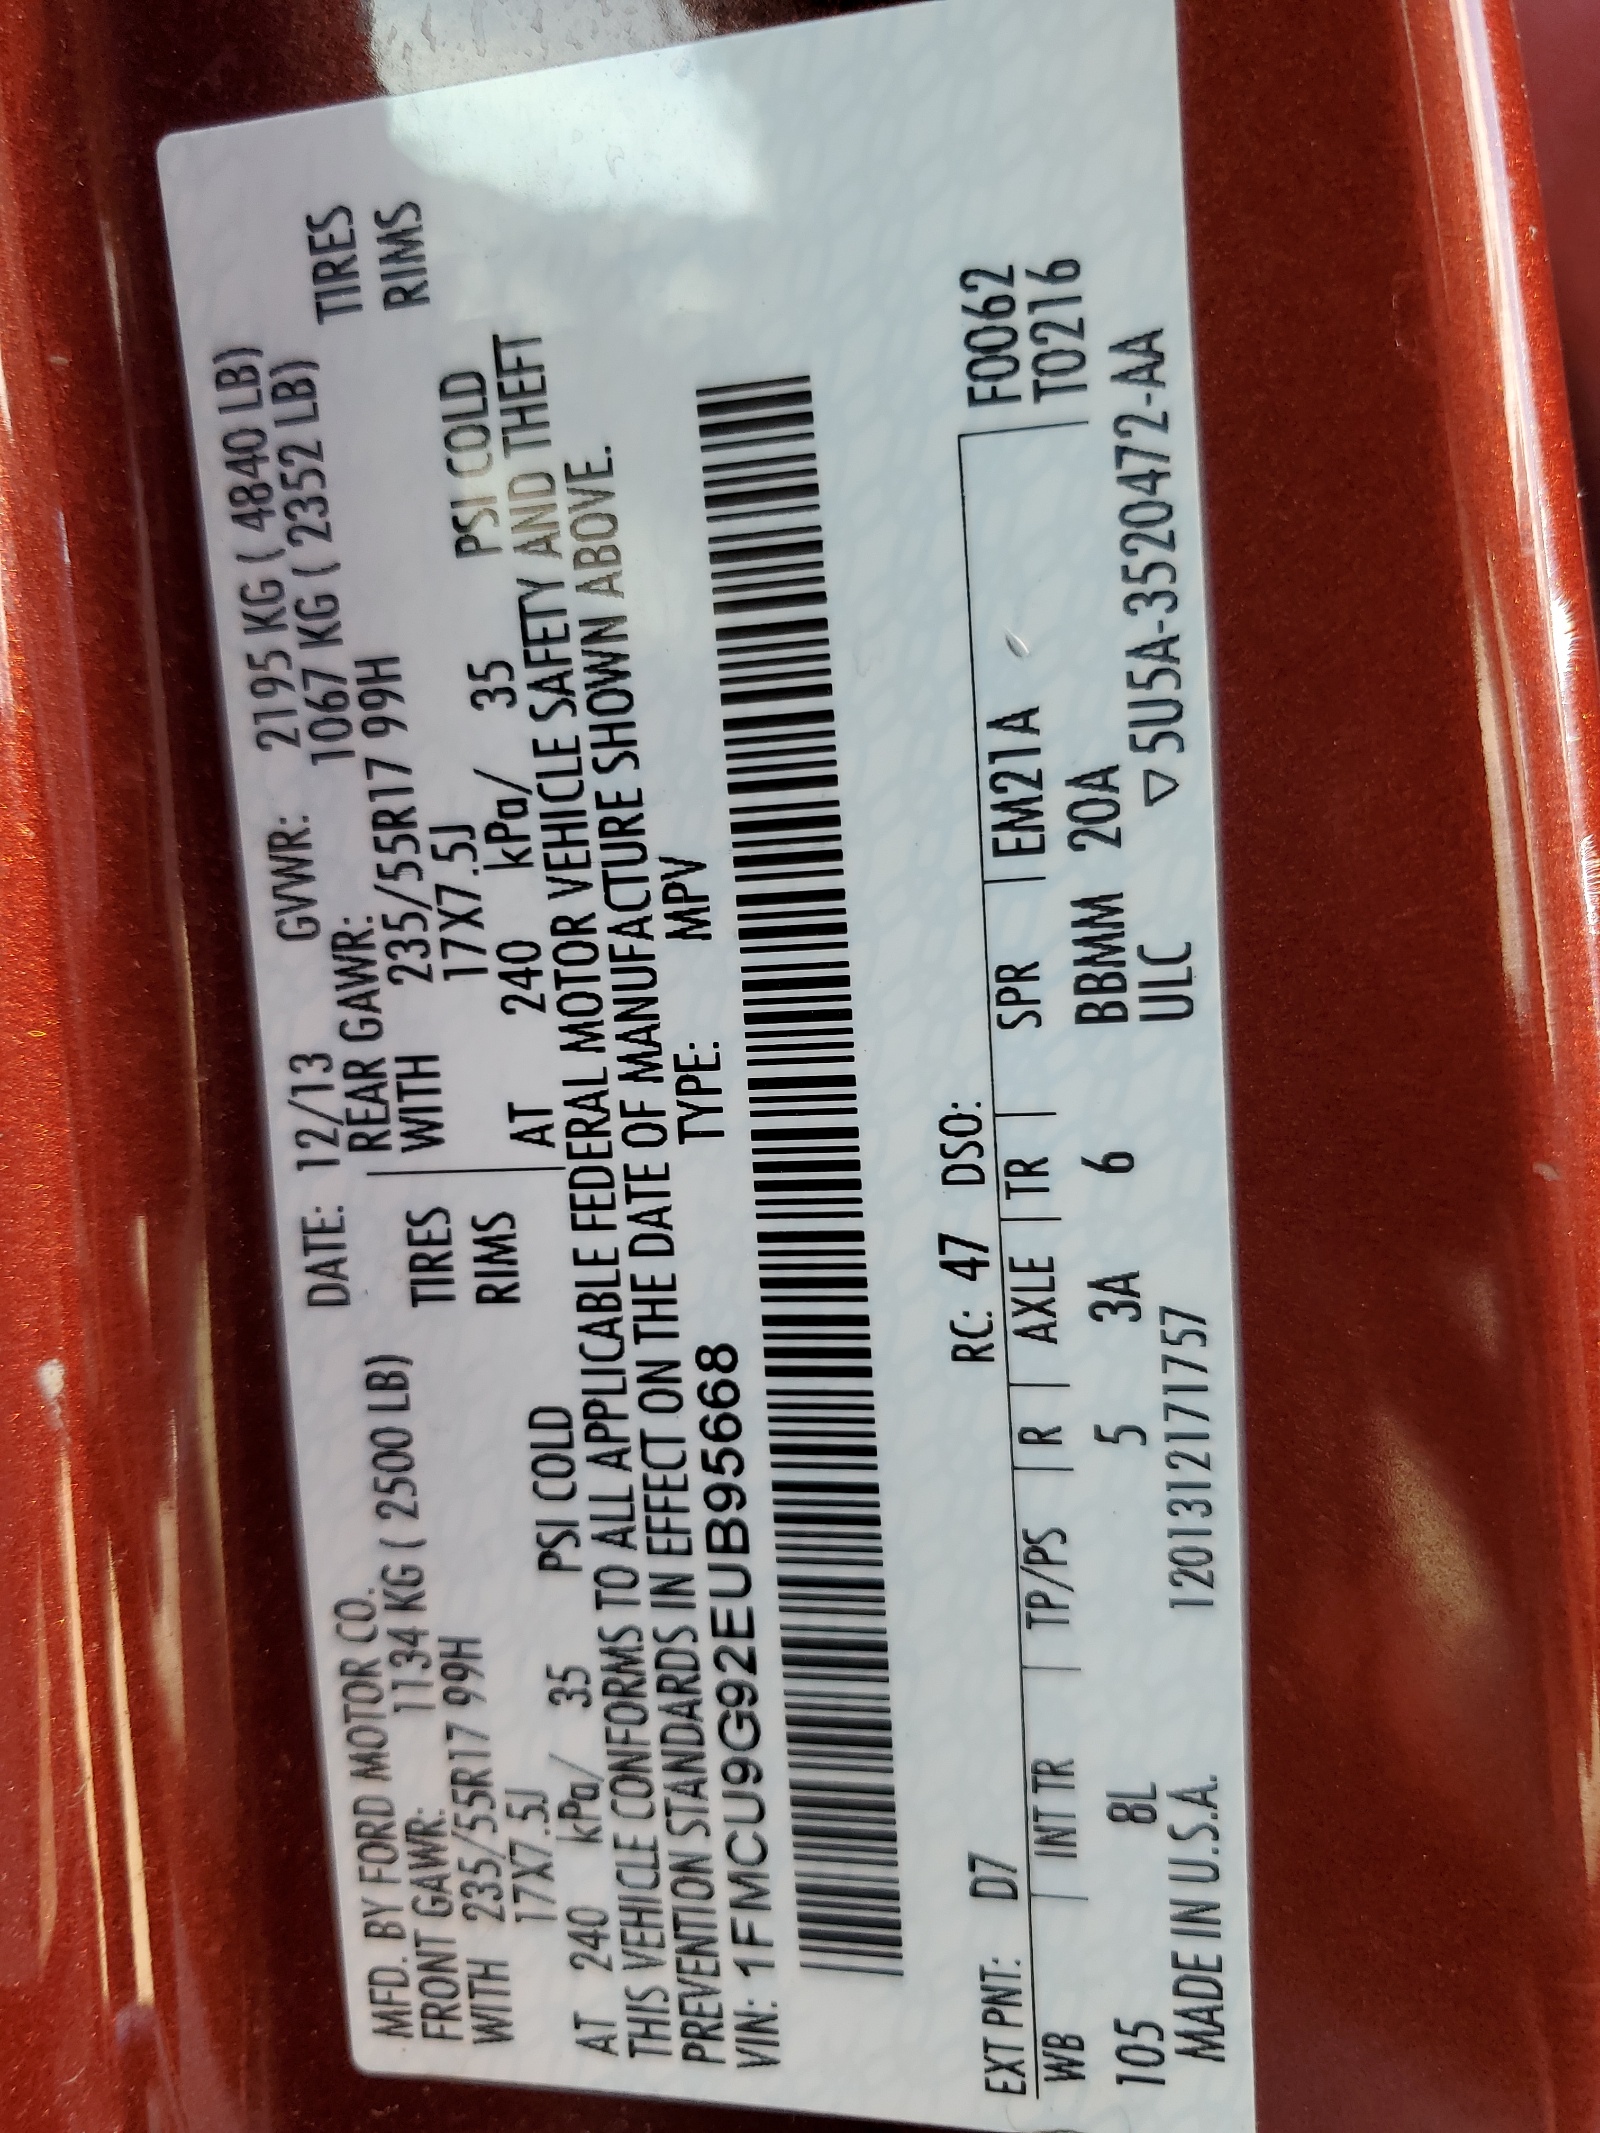 MFD. BY FORD MOTOR CO. DATE: 12/13 GVWR: 2195 KG ( 4840 LB)
FRONT GAWR: 1134 KG ( 2500 LB) REAR GAWR: 1067 KG ( 2352 LB)
WITH 235/55R17 99H TIRES WITH 235/55R17 99H TIRES
17X7.5J RIMS 17X7.5J RIMS
AT 240 kPa/ 35 PSI COLD AT 240 kPa/ 35 PSI COLD
THIS VEHICLE CONFORMS TO ALL APPLICABLE FEDERAL MOTOR VEHICLE SAFETY AND THEFT
PREVENTION STANDARDS IN EFFECT ON THE DATE OF MANUFACTURE SHOWN ABOVE.
VIN: 1FMCU9G92EUB95668 TYPE: MPV
EXT PNT: D7 RC: 47 DSO: F0062
WB INT TR TP/PS R AXLE TR SPR EM21A T0216
105 8L 5 3A 6 BBMM 20A
MADE IN U.S.A. 1201312171757 ULC ▽5U5A-3520472-AA